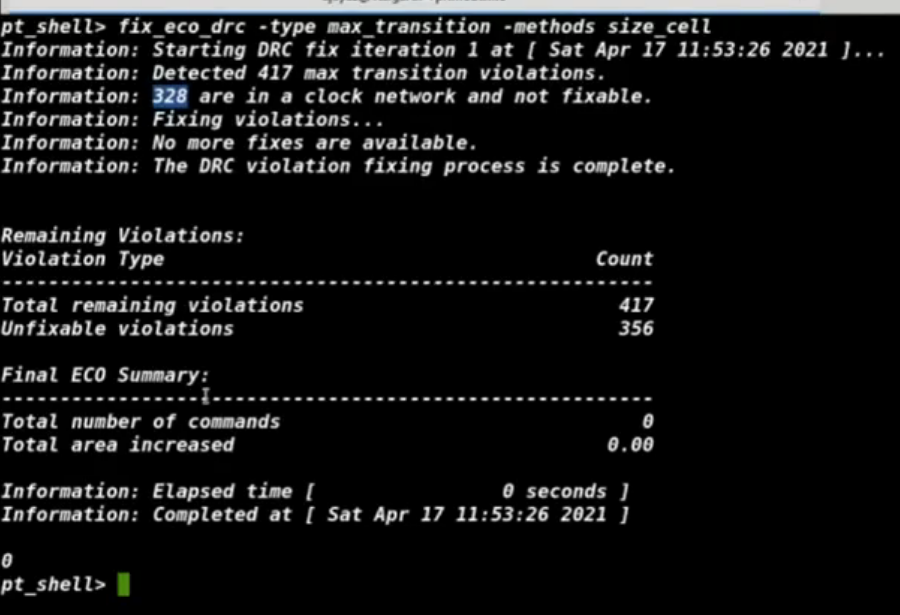 pt_shell> fix_eco_drc -type max_transition -methods size_cell
Information: Starting DRC fix iteration 1 at [ Sat Apr 17 11:53:26 2021 ]...
Information: Detected 417 max transition violations.
Information: 328 are in a clock network and not fixable.
Information: Fixing violations...
Information: No more fixes are available.
Information: The DRC violation fixing process is complete.
Remaining Violations:
Violation Type Count
--------------------------------------------------------
Total remaining violations 417
Unfixable violations 356
Final ECO Summary:
--------------------------------------------------------
Total number of commands 0
Total area increased 0.00
Information: Elapsed time [ 0 seconds ]
Information: Completed at [ Sat Apr 17 11:53:26 2021 ]
0
pt_shell>